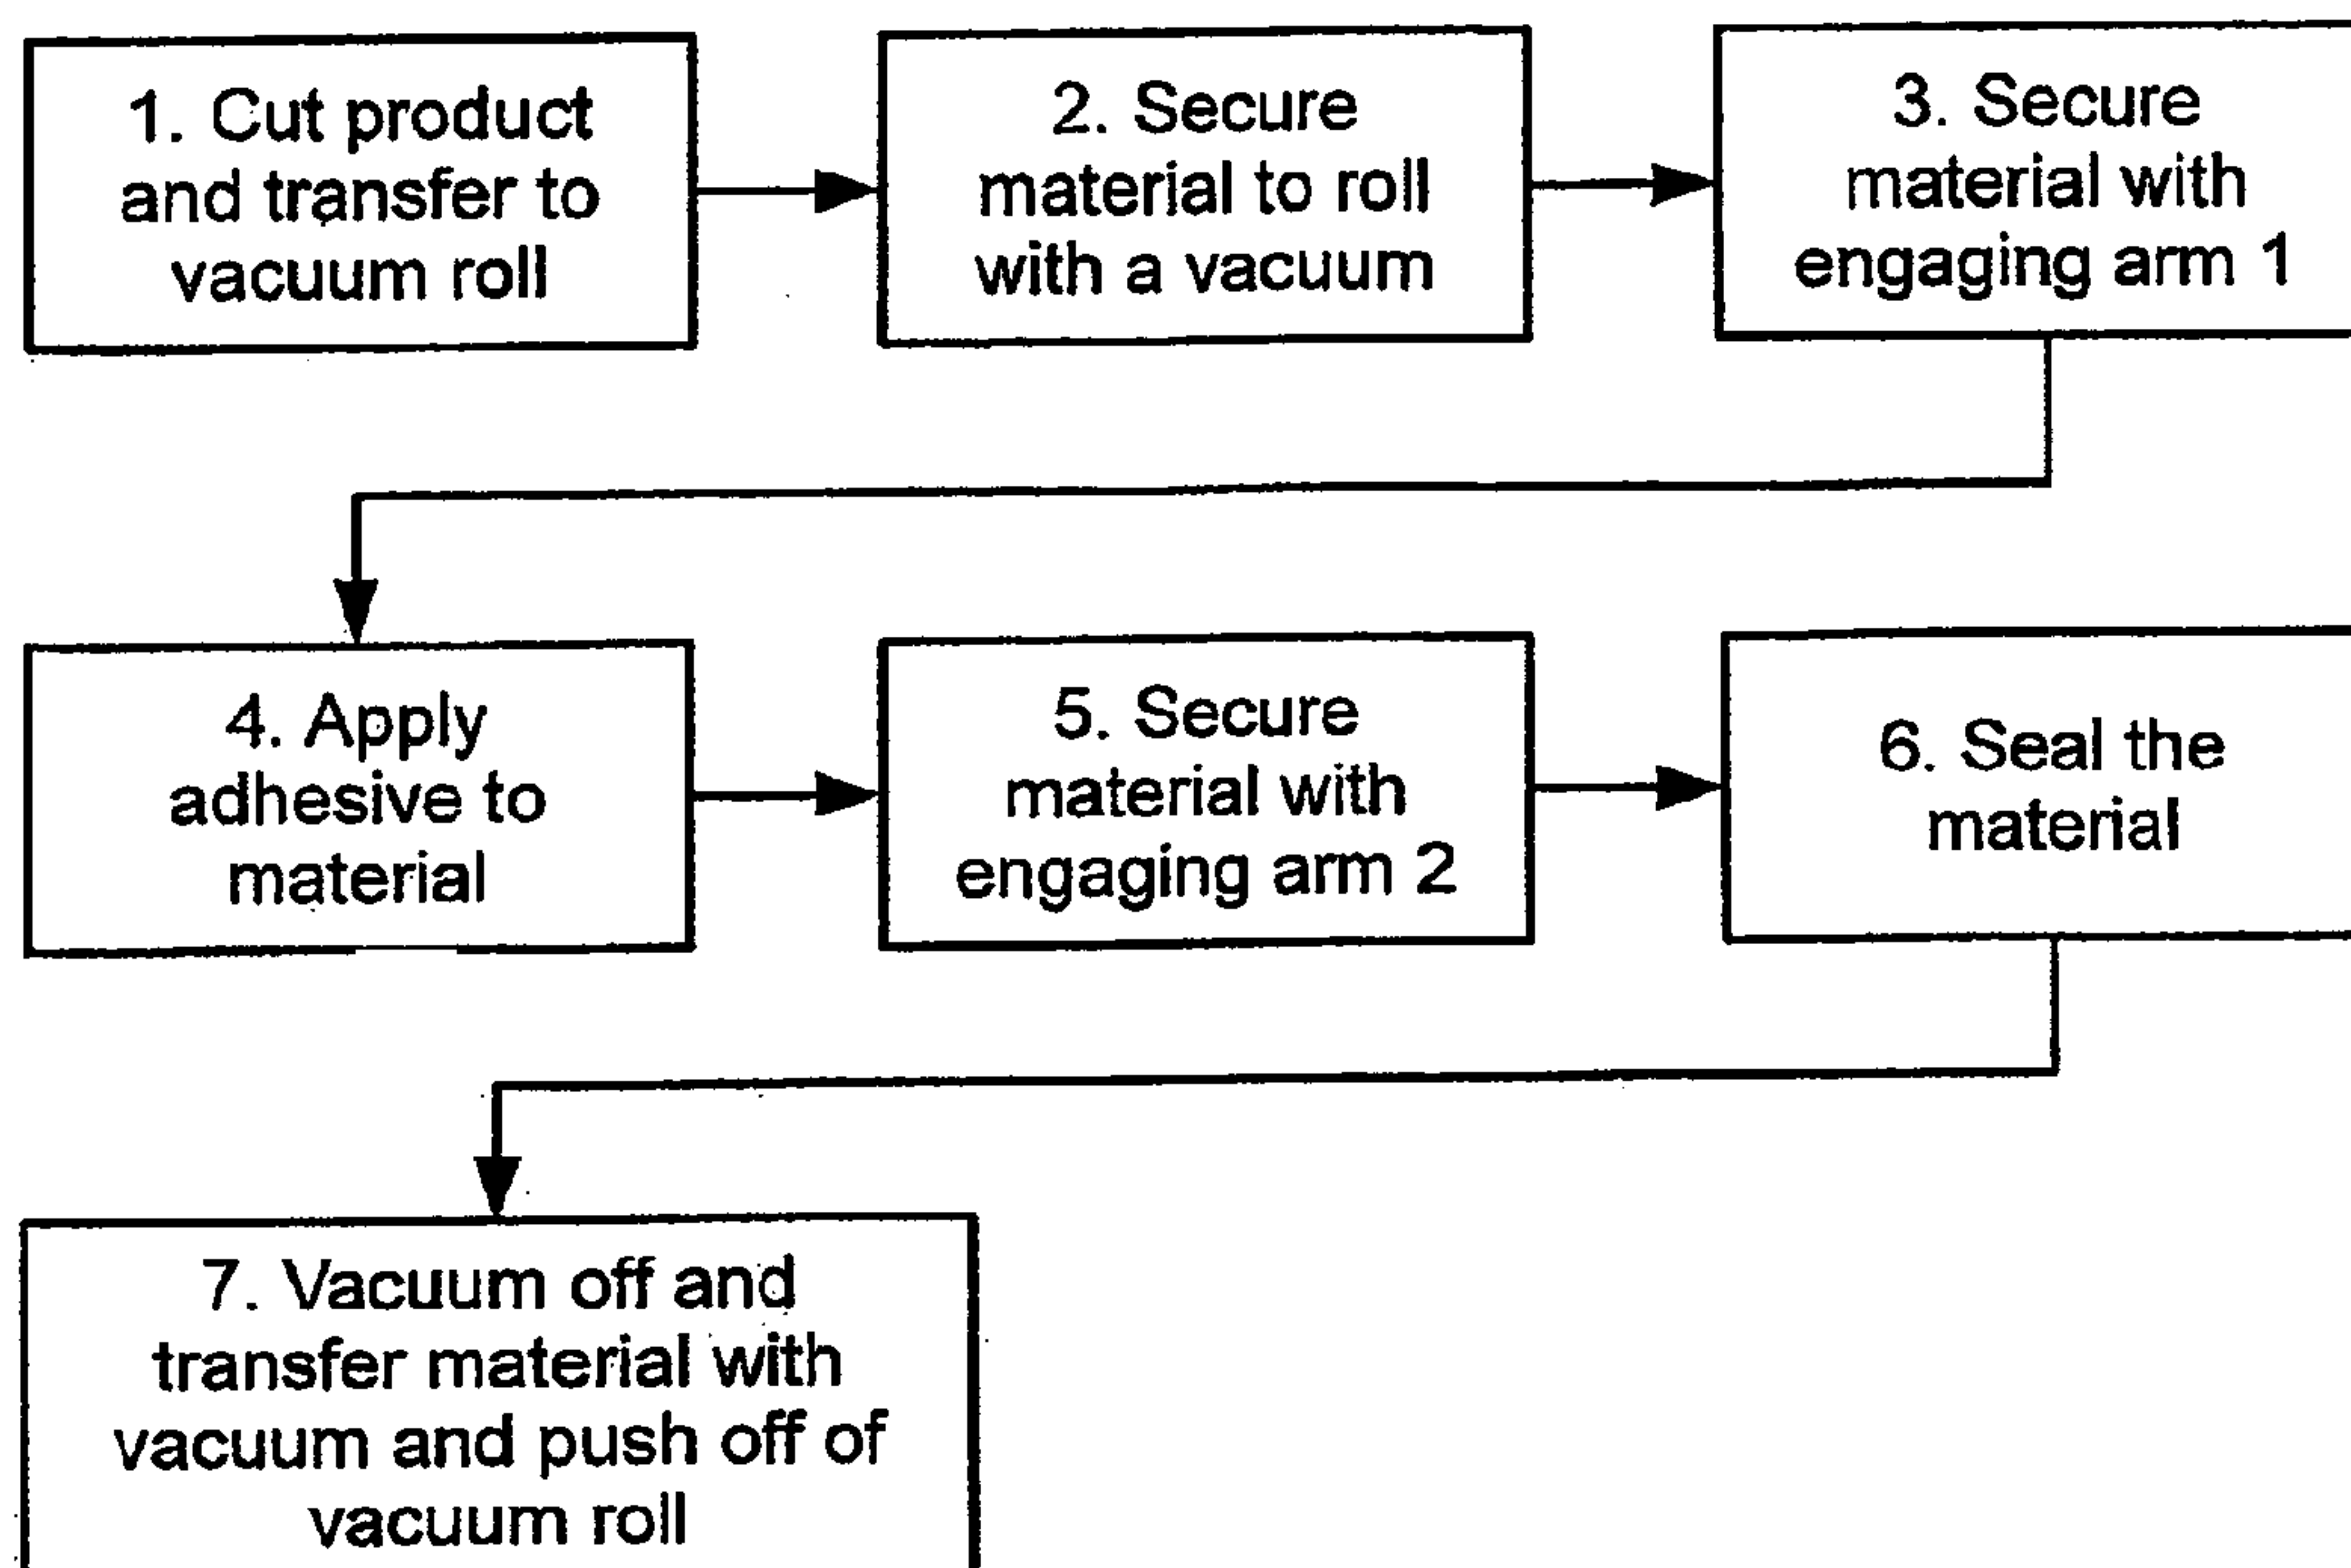 1. Cut product
and transfer to
vacuum roll
2. Secure
material to roll
with a vacuum
3. Secure
material with
engaging arm 1
4. Apply
adhesive to
material
5. Secure
material with
engaging arm 2
6. Seal the
material
7. Vacuum off and
transfer material with
vacuum and push off of
vacuum roll